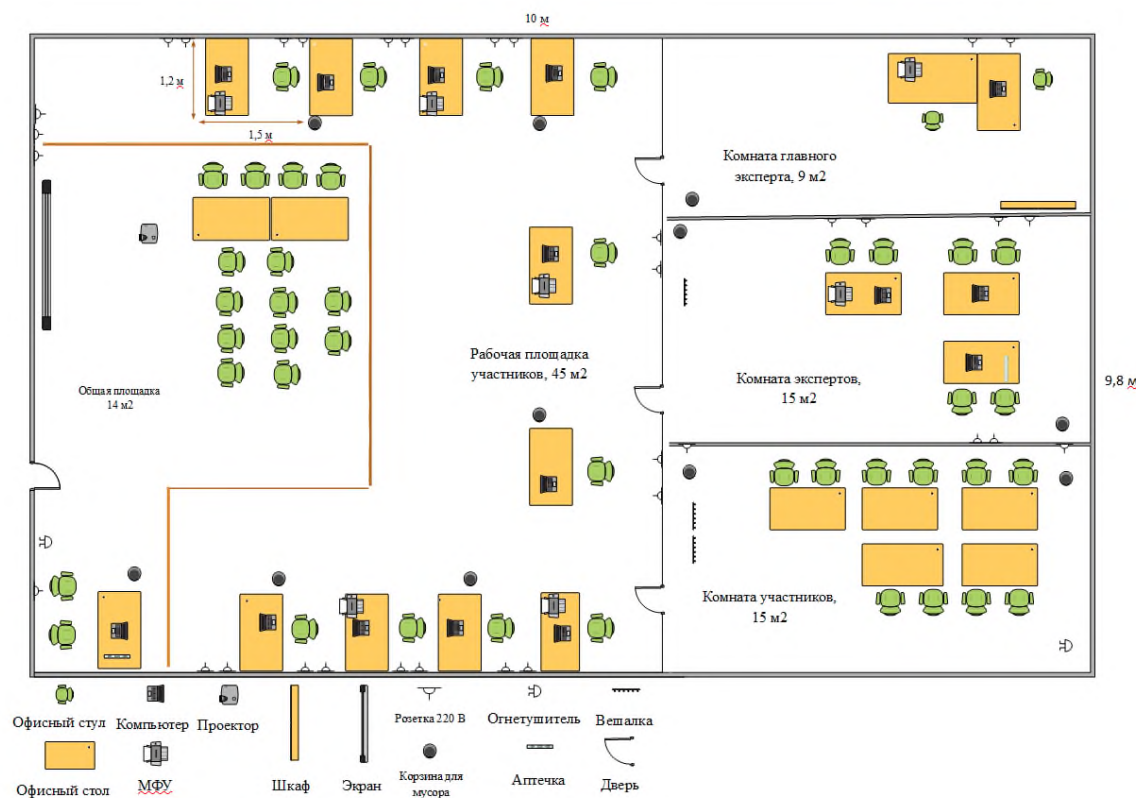 10 м
1,2 м
1,5 м
Комната главного
эксперта, 9 м2
Рабочая площадка
участников, 45 м2
Общая площадка
14 м2
Комната экспертов,
15 м2
9,8 м
Комната участников,
15 м2
Офисный стул
Компьютер
Проектор
Розетка 220 В
Огнетушитель
Вешалка
Офисный стол
МФУ
Шкаф
Экран
Корзина для
мусора
Аптечка
Дверь